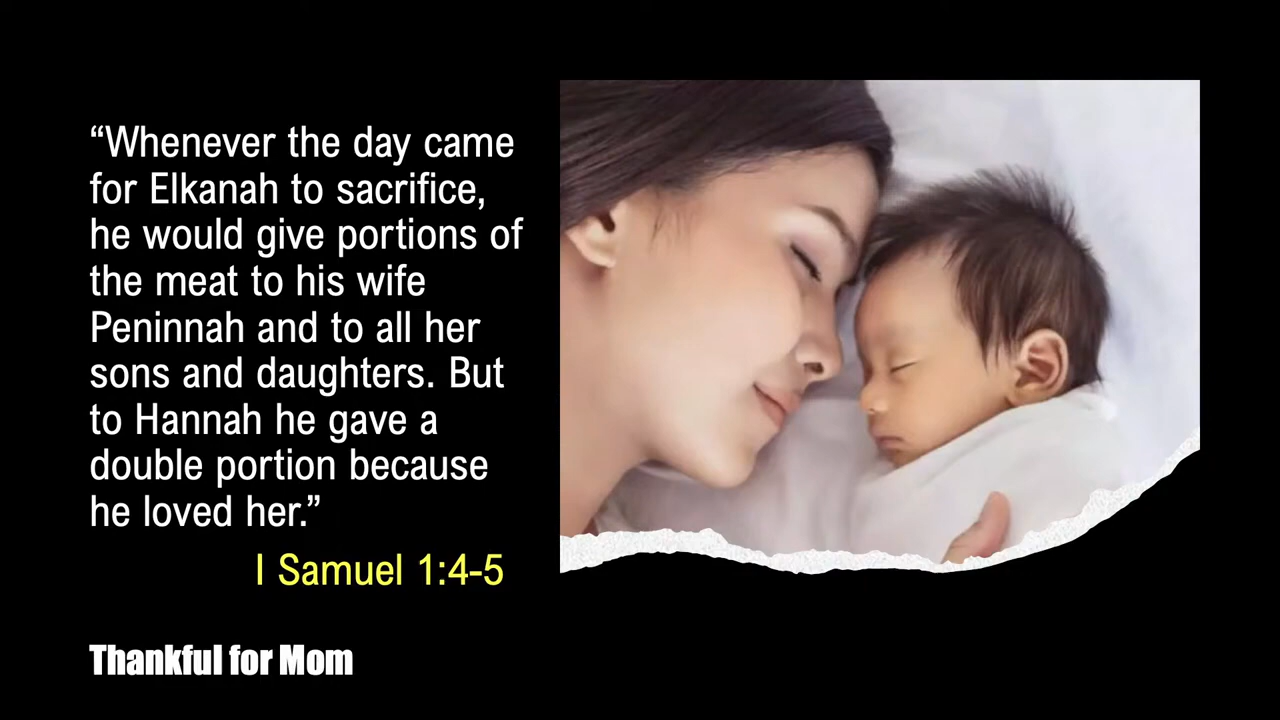 “Whenever the day came
for Elkanah to sacrifice,
he would give portions of
the meat to his wife
Peninnah and to all her
sons and daughters. But
to Hannah he gave a
double portion because
he loved her.”
I Samuel 1:4-5
Thankful for Mom